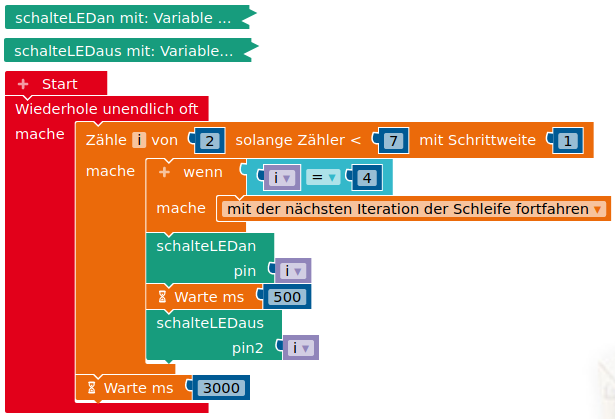 schalteLEDan mit: Variable ...
schalteLEDaus mit: Variable...
+ Start
Wiederhole unendlich oft
mache Zähle i von 2 solange Zähler < 7 mit Schrittweite 1
mache + wenn i = 4
mache mit der nächsten Iteration der Schleife fortfahren
schalteLEDan
pin i
Warte ms 500
schalteLEDaus
pin2 i
Warte ms 3000